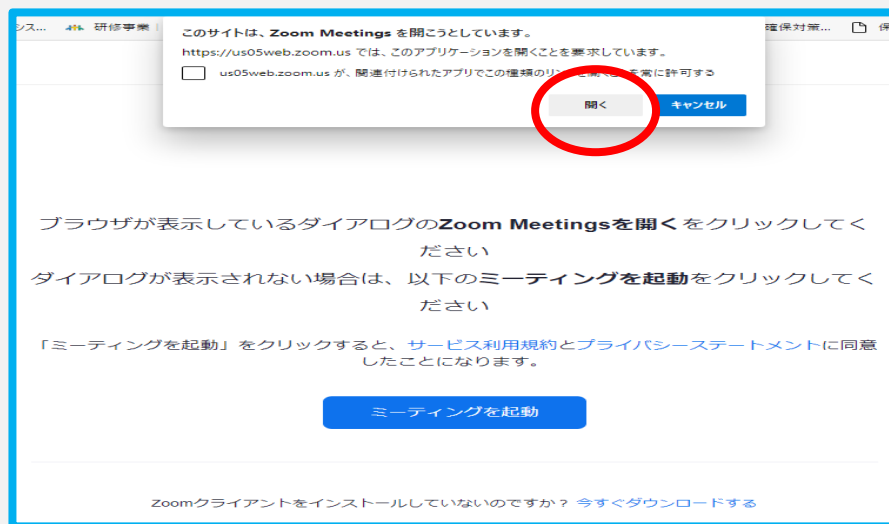 シス... 研修事業
確保対策... 保
このサイトは、Zoom Meetings を開こうとしています。
https://us05web.zoom.us では、このアプリケーションを開くことを要求しています。
us05web.zoom.us が、関連付けられたアプリでこの種類のリンクを開くことを常に許可する
開く キャンセル
ブラウザが表示しているダイアログのZoom Meetingsを開くをクリックしてく
ださい
ダイアログが表示されない場合は、以下のミーティングを起動をクリックしてく
ださい
「ミーティングを起動」をクリックすると、サービス利用規約とプライバシーステートメントに同意
したことになります。
ミーティングを起動
Zoomクライアントをインストールしていないのですか？ 今すぐダウンロードする